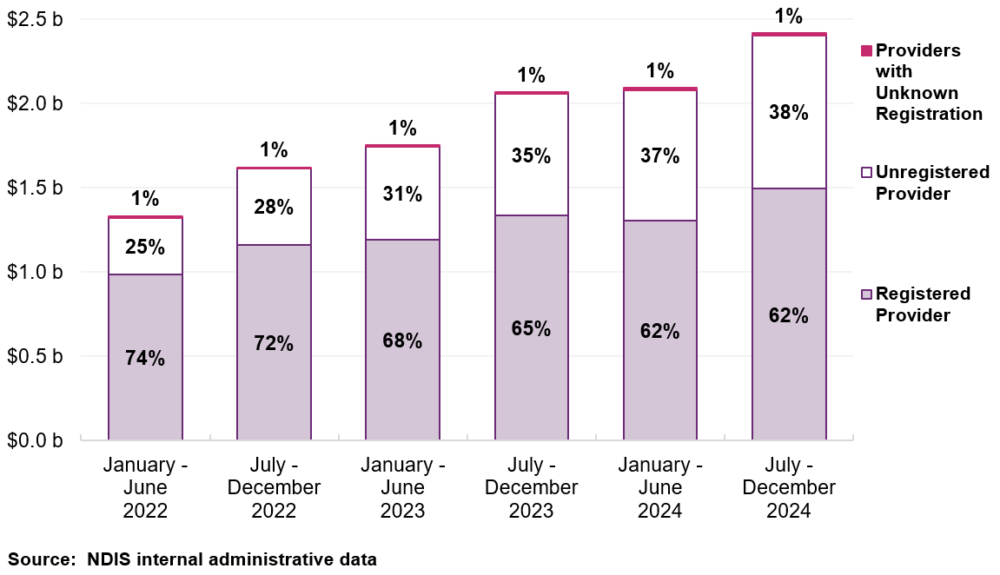 $2.5 b
$2.0 b
$1.5 b
$1.0 b
$0.5 b
$0.0 b
1%
25%
74%
1%
28%
72%
1%
31%
68%
1%
35%
65%
1%
37%
62%
1%
38%
62%
January -
June
2022
July -
December
2022
January -
June
2023
July -
December
2023
January -
June
2024
July -
December
2024
Providers
with
Unknown
Registration
Unregistered
Provider
Registered
Provider
Source:  NDIS internal administrative data